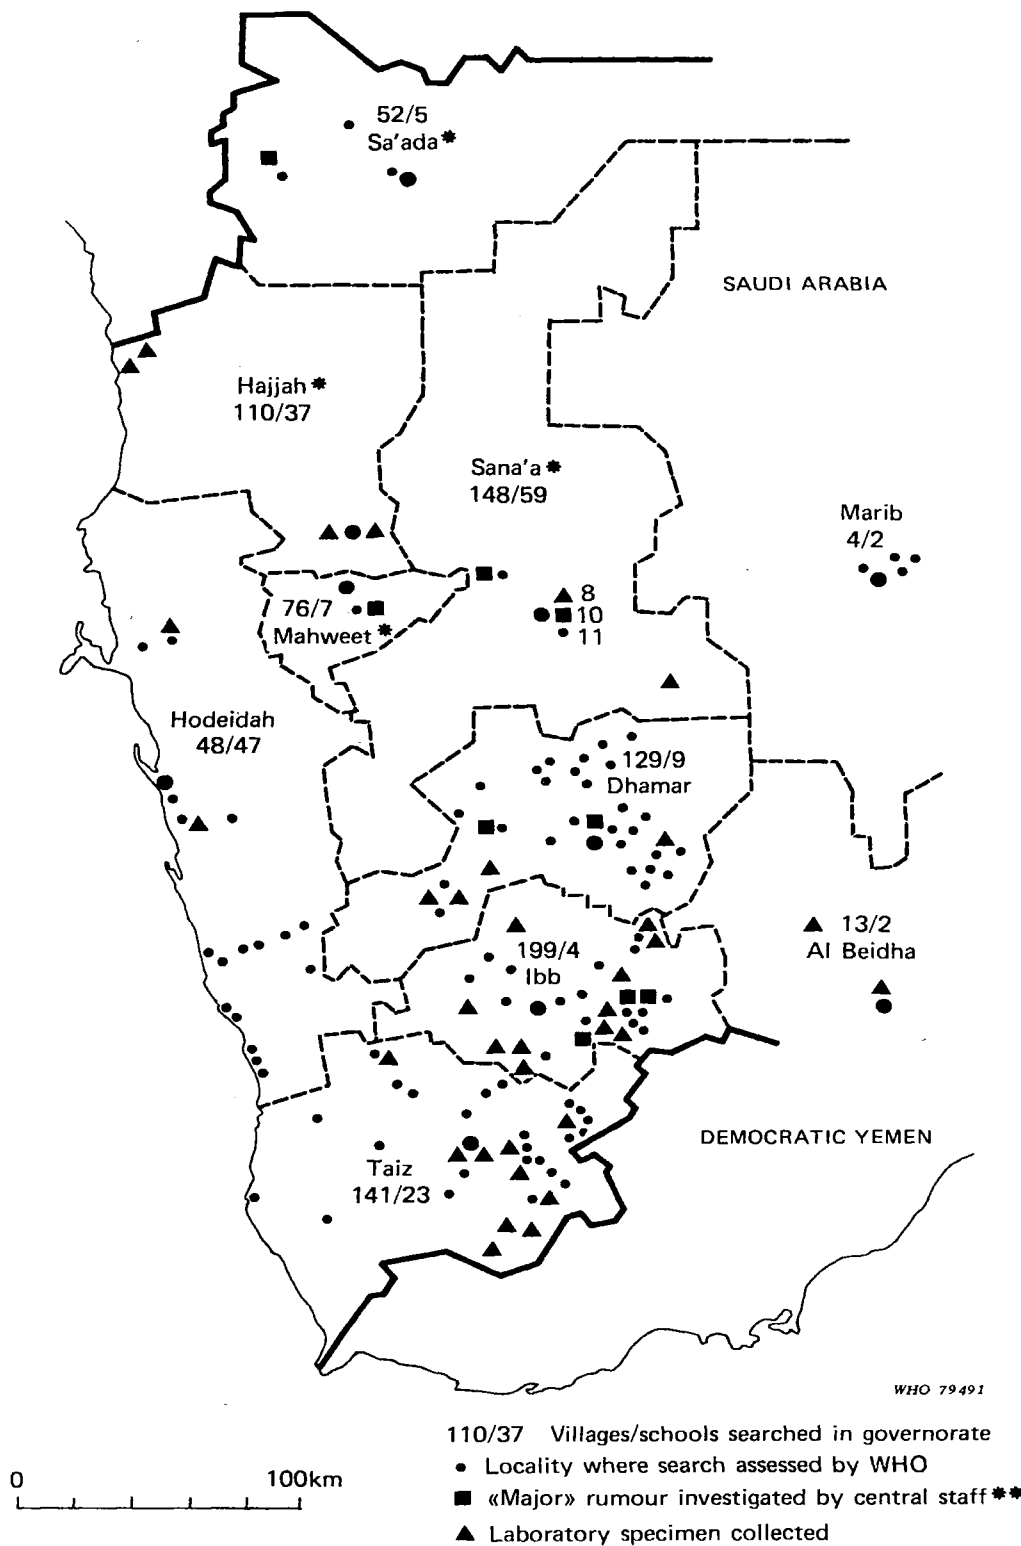 52/5
Sa'ada*
SAUDI ARABIA
Hajjah*
110/37
Sana'a*
148/59
Marib
4/2
76/7
Mahweet*
8
10
11
Hodeidah
48/47
129/9
Dhamar
13/2
Al Beidha
199/4
Ibb
DEMOCRATIC YEMEN
Taiz
141/23
WHO 79491
110/37 Villages/schools searched in governorate
• Locality where search assessed by WHO
■ «Major» rumour investigated by central staff**
▲ Laboratory specimen collected
0 100km